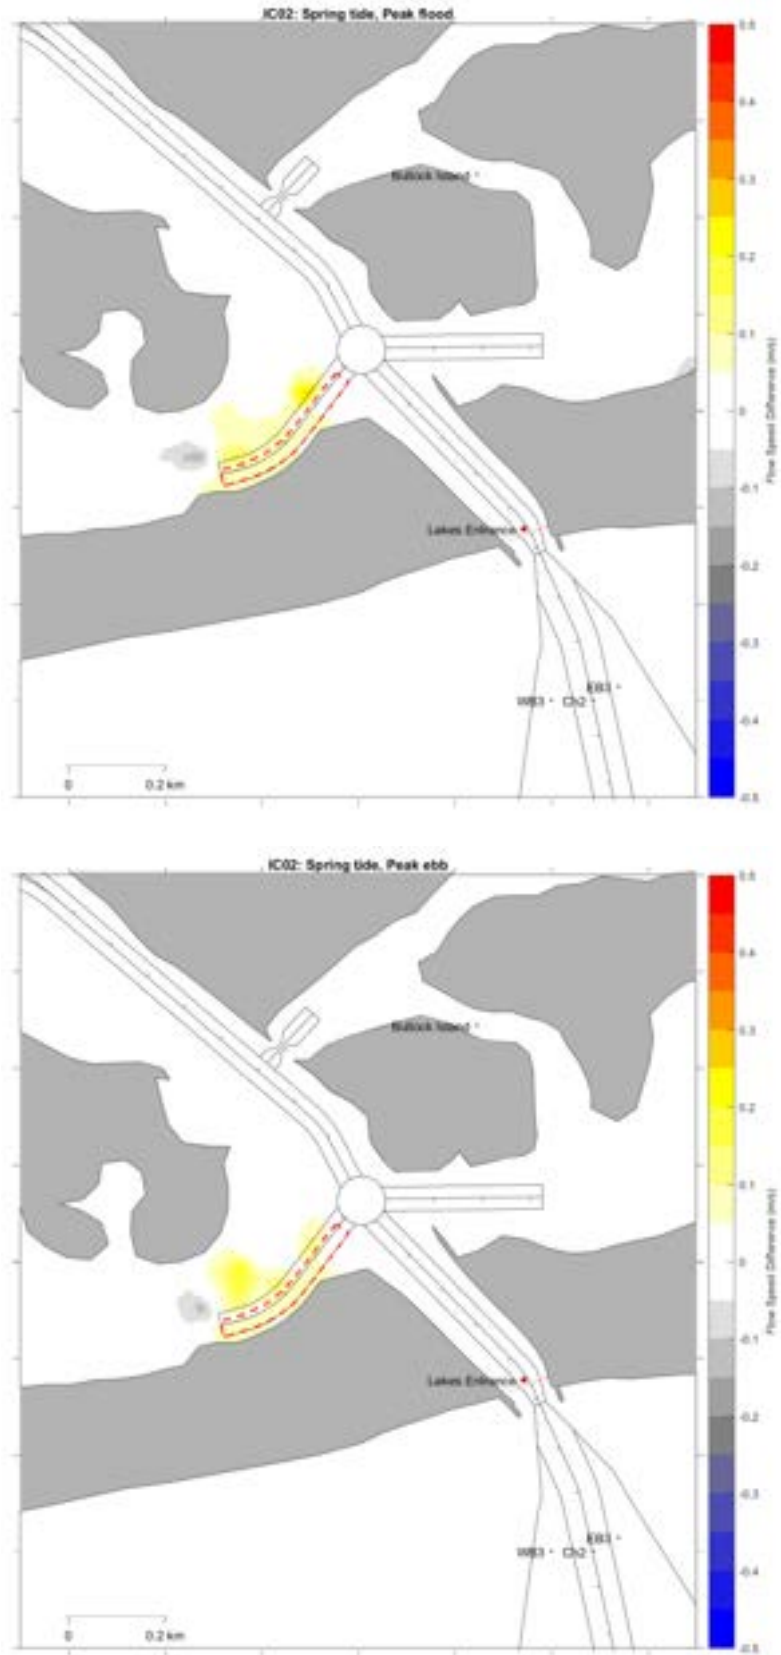 IC02: Spring tide, Peak flood
0.5
0.4
0.3
0.2
0.1
0
-0.1
-0.2
-0.3
-0.4
-0.5
Flow Speed Difference (m/s)
Bullock Island
Lakes Entrance
EB3
WB3
Ch2
0
0.2 km
IC02: Spring tide, Peak ebb
0.5
0.4
0.3
0.2
0.1
0
-0.1
-0.2
-0.3
-0.4
-0.5
Flow Speed Difference (m/s)
Bullock Island
Lakes Entrance
EB3
WB3
Ch2
0
0.2 km